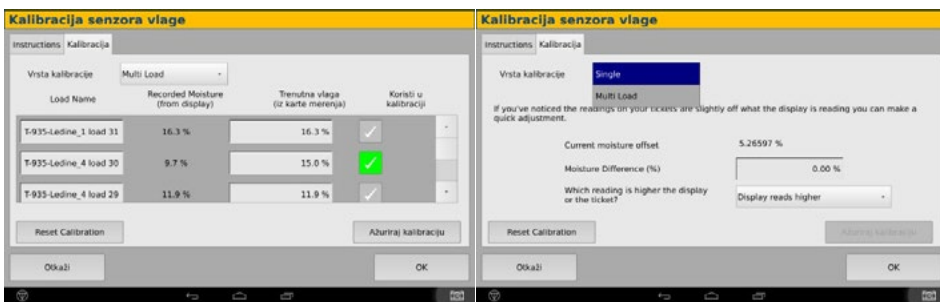 Kalibracija senzora vlage
Instructions Kalibracija
Vrsta kalibracije Multi Load
Load Name Recorded Moisture (from display) Trenutna vlaga (iz karte merenja) Koristi u kalibraciji
T-935-Ledine_1 load 31 16.3 % 16.3 %
T-935-Ledine_4 load 30 9.7 % 15.0 %
T-935-Ledine_4 load 29 11.9 % 11.9 %
Reset Calibration Ažuriraj kalibraciju
Otkaži OK
Kalibracija senzora vlage
Instructions Kalibracija
Vrsta kalibracije Single
Multi Load
If you've noticed the readings on your tickets are slightly off what the display is reading you can make a
quick adjustment.
Current moisture offset 5.26597 %
Moisture Difference (%) 0.00 %
Which reading is higher the display
or the ticket? Display reads higher
Reset Calibration Ažuriraj kalibraciju
Otkaži OK